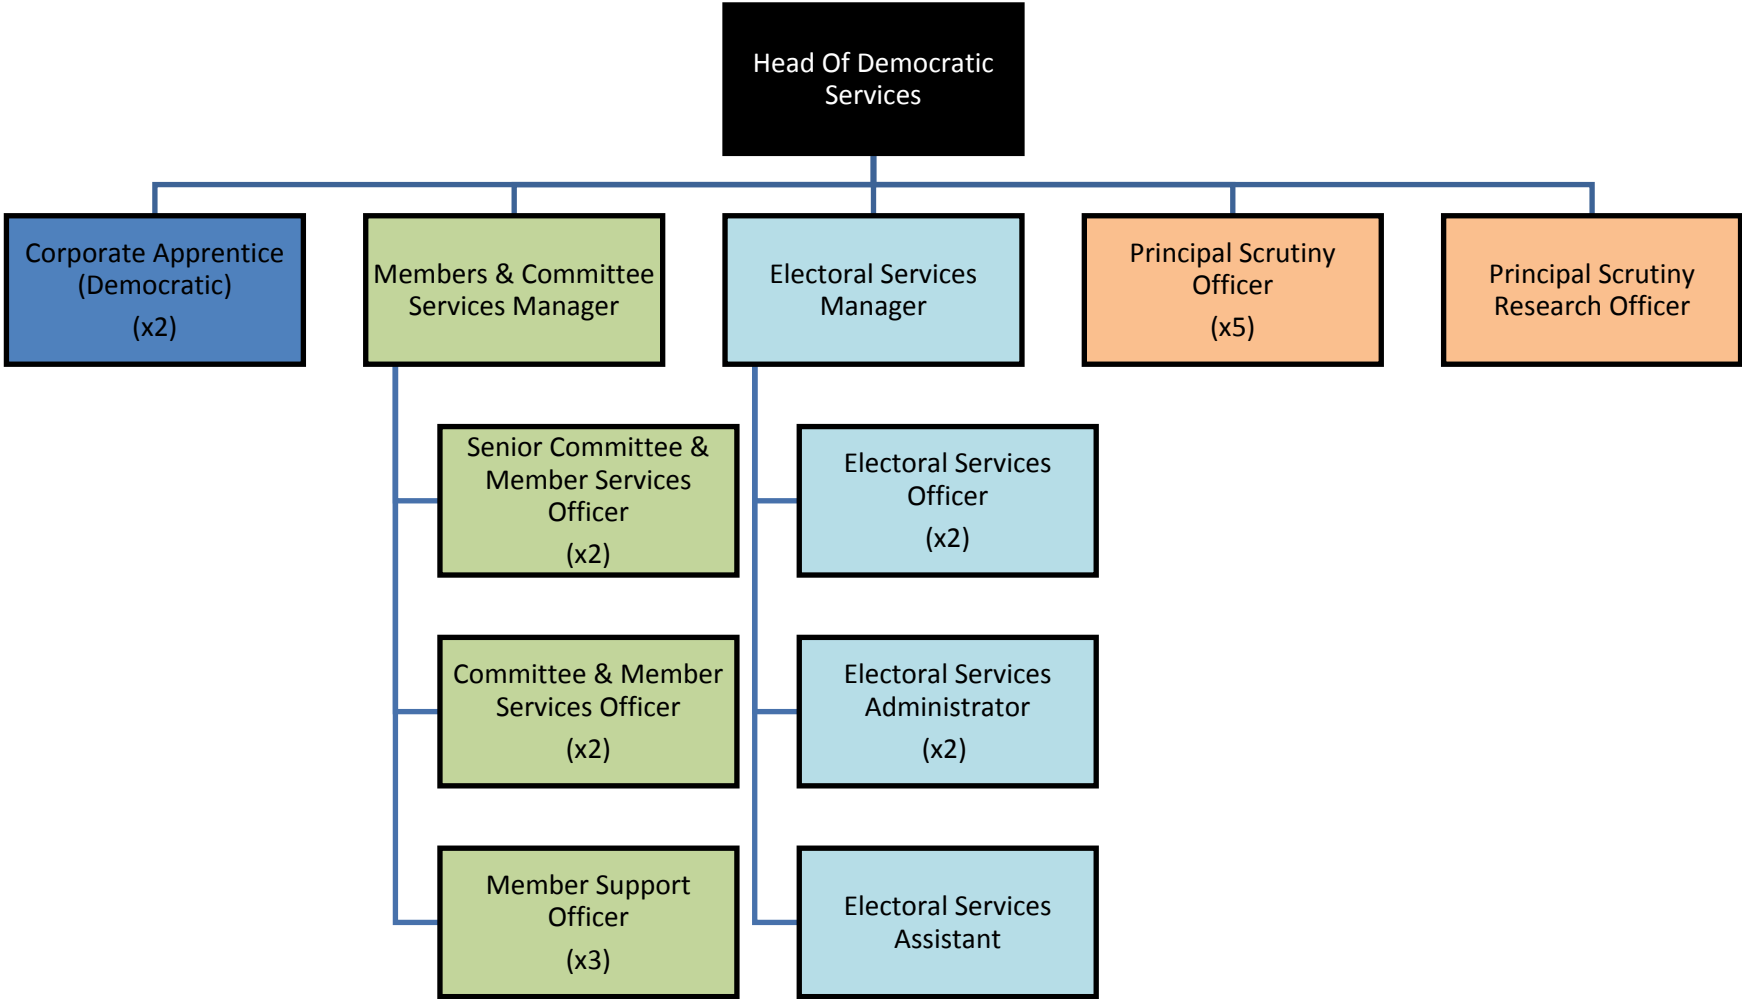 Head Of Democratic
Services
Corporate Apprentice
(Democratic)
(x2)
Members & Committee
Services Manager
Electoral Services
Manager
Principal Scrutiny
Officer
(x5)
Principal Scrutiny
Research Officer
Senior Committee &
Member Services
Officer
(x2)
Electoral Services
Officer
(x2)
Committee & Member
Services Officer
(x2)
Electoral Services
Administrator
(x2)
Member Support
Officer
(x3)
Electoral Services
Assistant